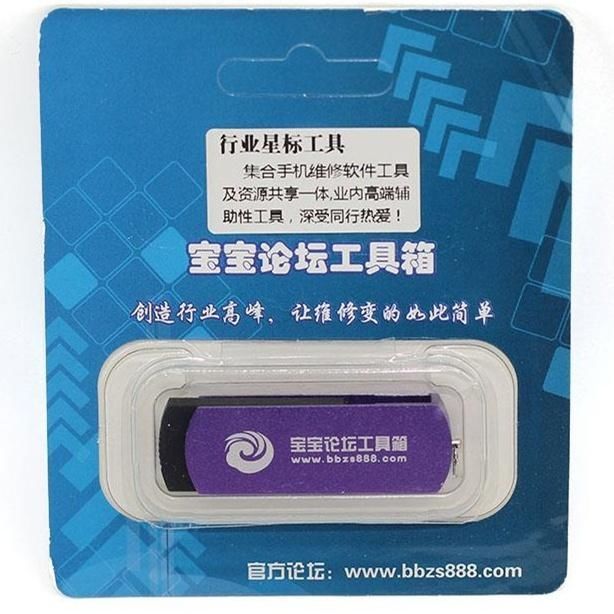 行业星标工具
集合手机维修软件工具
及资源共享一体,业内高端辅
助性工具，深受同行热爱！
宝宝论坛工具箱
创造行业高峰，让维修变的如此简单
宝宝论坛工具箱
www.bbzs888.com
官方论坛：www.bbzs888.com